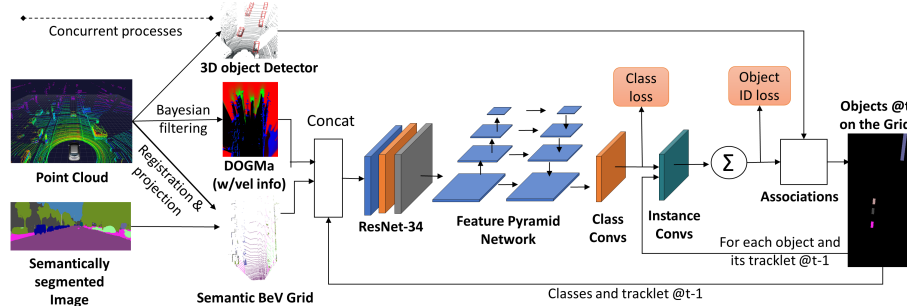 Concurrent processes
3D object Detector
Point Cloud
Bayesian
filtering
Registration &
projection
DOGMa
(w/vel info)
Semantically
segmented
Image
Semantic BeV Grid
Concat
ResNet-34
Feature Pyramid
Network
Class
Convs
Class
loss
Instance
Convs
Σ
Object
ID loss
Associations
Objects @t
on the Grid
For each object and
its tracklet @t-1
Classes and tracklet @t-1